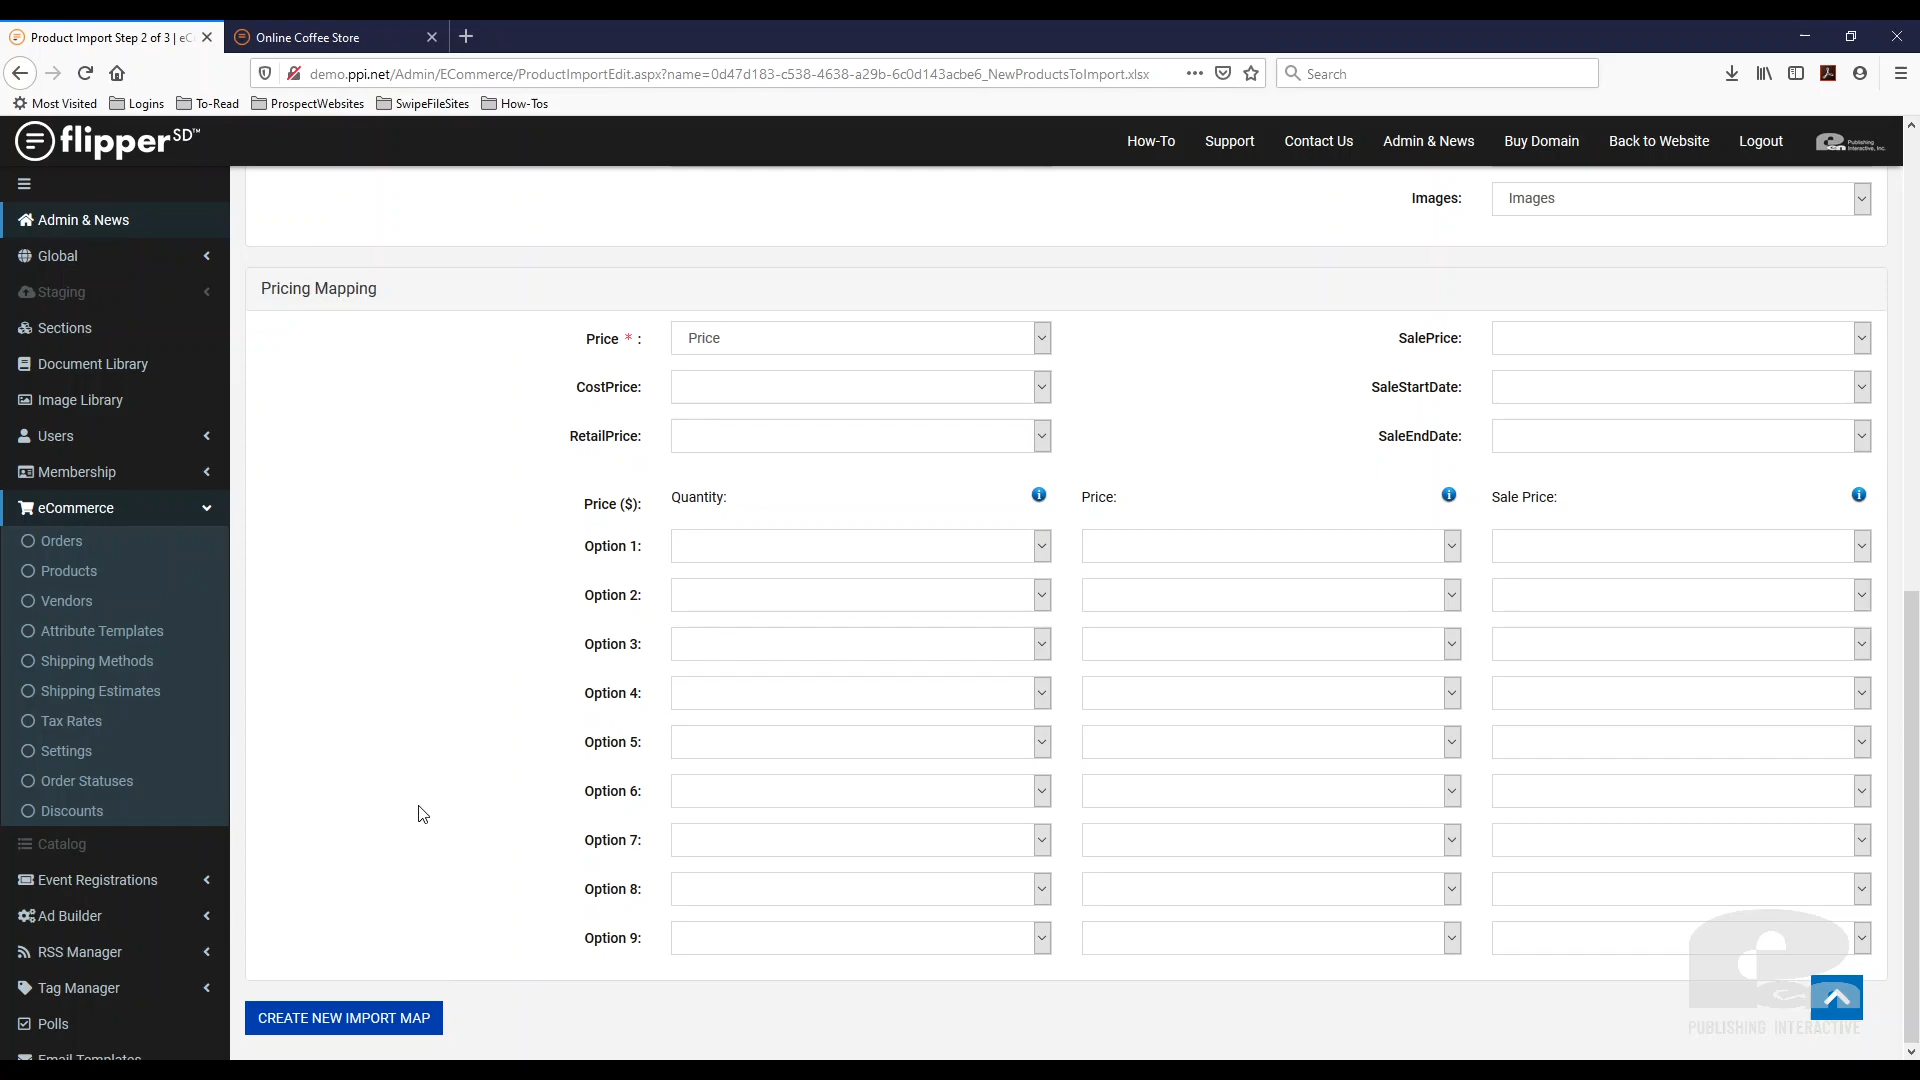 Product Import Step 2 of 3 | eC
Online Coffee Store
demo.ppi.net/Admin/ECommerce/ProductImportEdit.aspx?name=0d47d183-c538-4638-a29b-6c0d143acbe6_NewProductsToImport.xlsx
Search
Most Visited
Logins
To-Read
ProspectWebsites
SwipeFileSites
How-Tos
flipper SD™
How-To
Support
Contact Us
Admin & News
Buy Domain
Back to Website
Logout
Publishing
Interactive, Inc.
Admin & News
Global
Staging
Sections
Document Library
Image Library
Users
Membership
eCommerce
Orders
Products
Vendors
Attribute Templates
Shipping Methods
Shipping Estimates
Tax Rates
Settings
Order Statuses
Discounts
Catalog
Event Registrations
Ad Builder
RSS Manager
Tag Manager
Polls
Email Templates
Images: Images
Pricing Mapping
Price * : Price
SalePrice:
CostPrice:
SaleStartDate:
RetailPrice:
SaleEndDate:
Price ($): Quantity: Price: Sale Price:
Option 1:
Option 2:
Option 3:
Option 4:
Option 5:
Option 6:
Option 7:
Option 8:
Option 9:
CREATE NEW IMPORT MAP
PUBLISHING INTERACTIVE